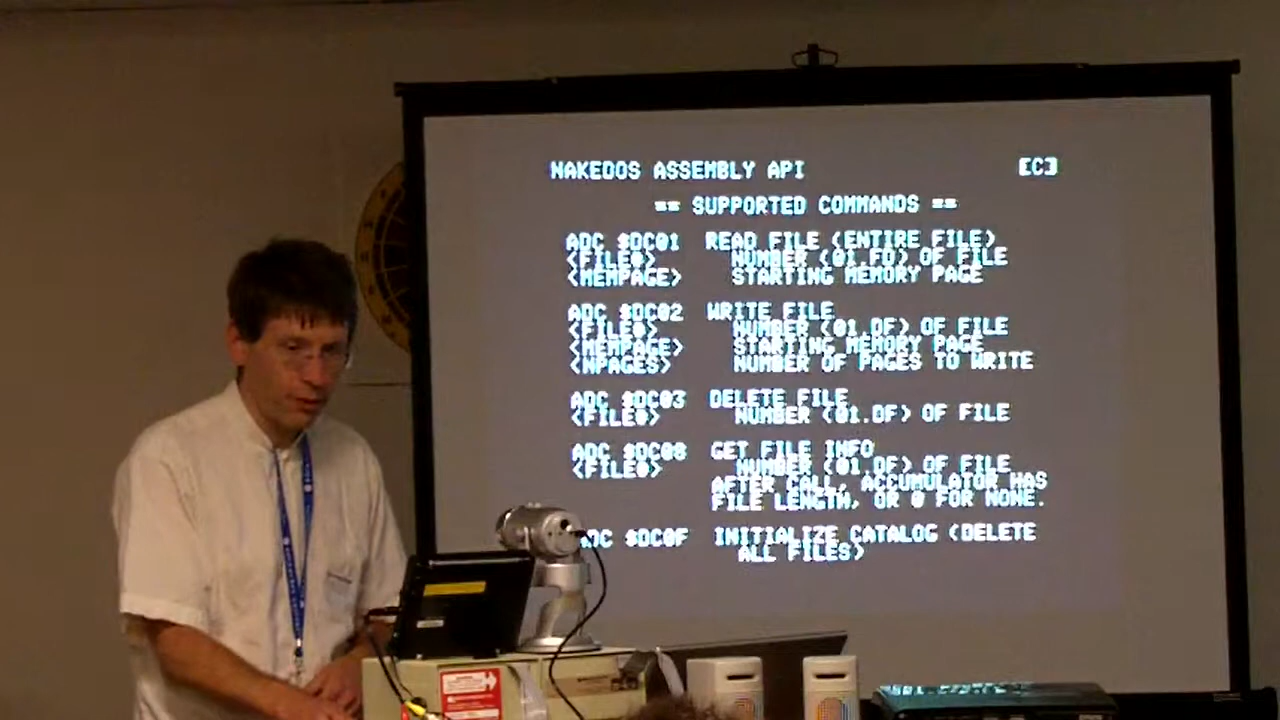 NAKEDOS ASSEMBLY API [C]
== SUPPORTED COMMANDS ==
ADC $DC01 READ FILE (ENTIRE FILE)
<FILE#> NUMBER (01.FD) OF FILE
<MEMPAGE> STARTING MEMORY PAGE
ADC $DC02 WRITE FILE
<FILE#> NUMBER (01.DF) OF FILE
<MEMPAGE> STARTING MEMORY PAGE
<NPAGES> NUMBER OF PAGES TO WRITE
ADC $DC03 DELETE FILE
<FILE#> NUMBER (01.DF) OF FILE
ADC $DC08 GET FILE INFO
<FILE#> NUMBER (01.DF) OF FILE
AFTER CALL, ACCUMULATOR HAS
FILE LENGTH, OR 0 FOR NONE.
ADC $DC0F INITIALIZE CATALOG (DELETE
ALL FILES)